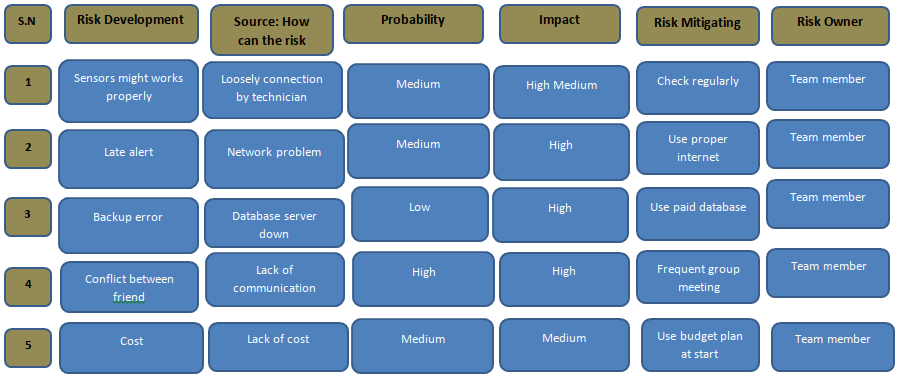 S.N
Risk Development
Source: How
can the risk
Probability
Impact
Risk Mitigating
Risk Owner
1
Sensors might works
properly
Loosely connection
by technician
Medium
High Medium
Check regularly
Team member
2
Late alert
Network problem
Medium
High
Use proper
internet
Team member
3
Backup error
Database server
down
Low
High
Use paid database
Team member
4
Conflict between
friend
Lack of
communication
High
High
Frequent group
meeting
Team member
5
Cost
Lack of cost
Medium
Medium
Use budget plan
at start
Team member